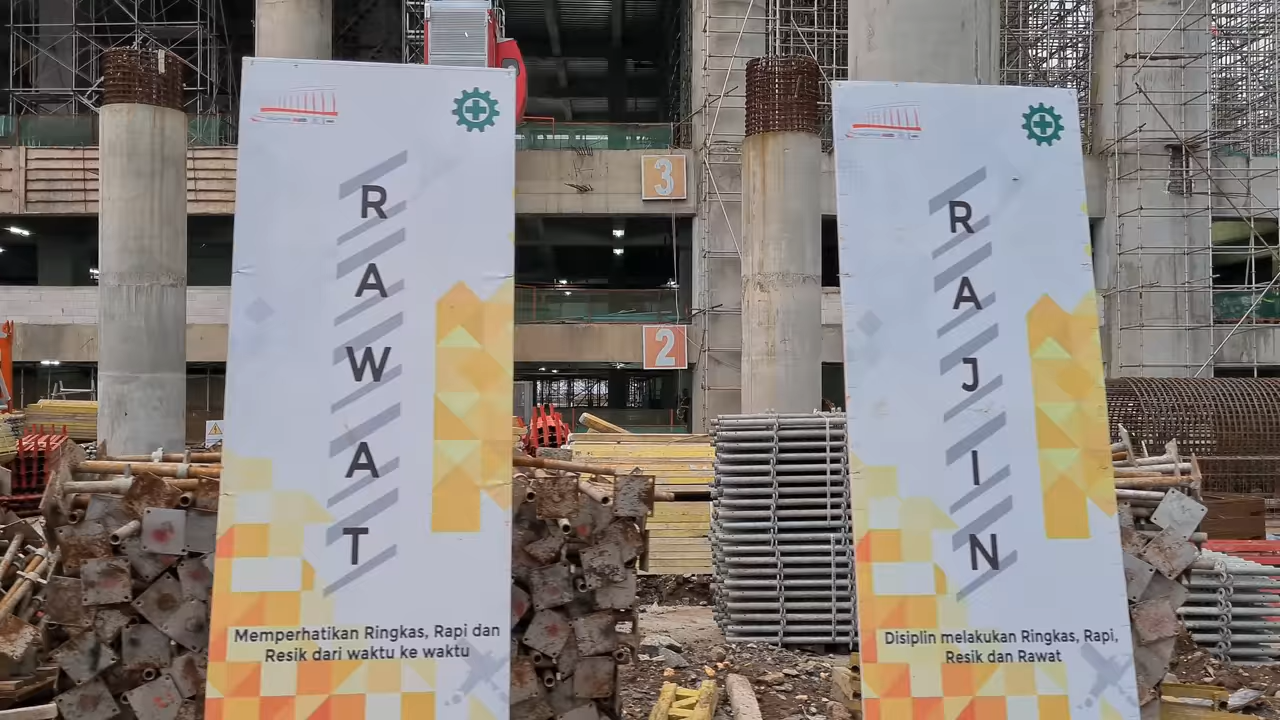 3
2
R
A
W
A
T
Memperhatikan Ringkas, Rapi dan
Resik dari waktu ke waktu
R
A
J
I
N
Disiplin melakukan Ringkas, Rapi,
Resik dan Rawat